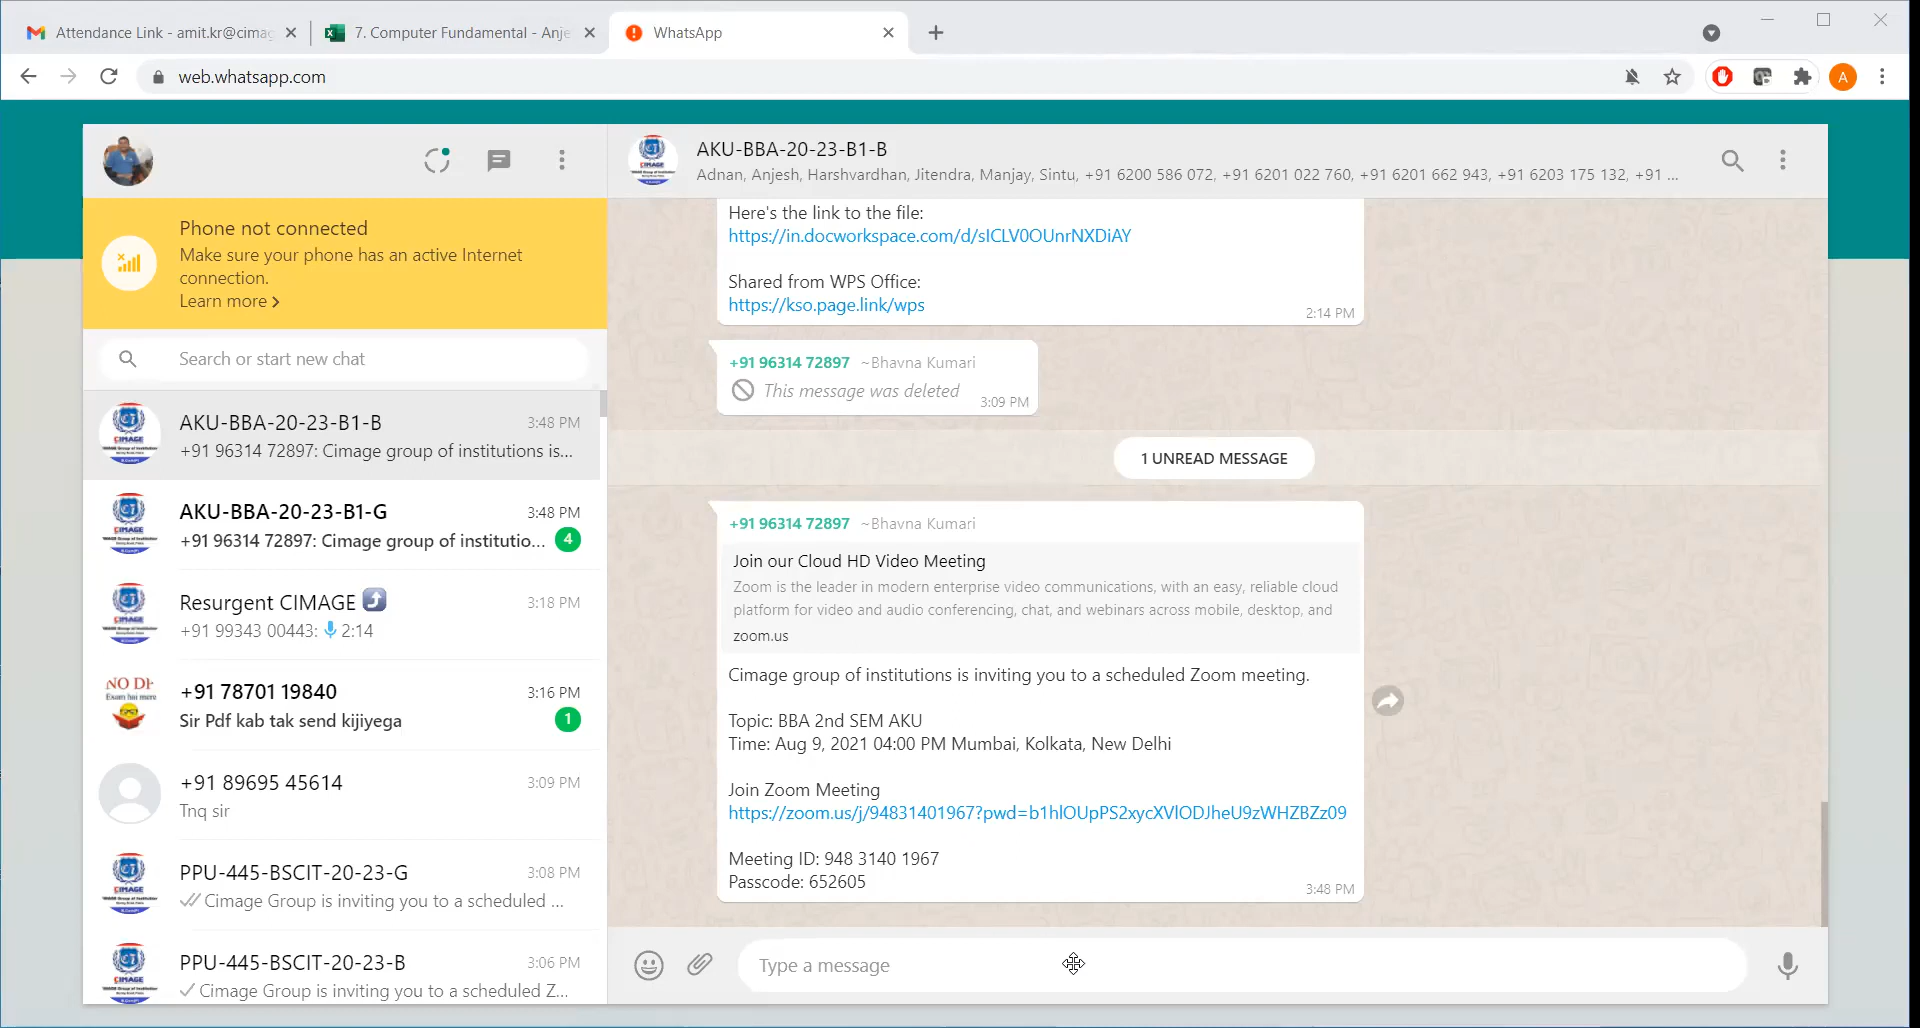 Attendance Link - amit.kr@cimag
7. Computer Fundamental - Anje
WhatsApp
web.whatsapp.com
A
Phone not connected
Make sure your phone has an active Internet
connection.
Learn more >
Search or start new chat
AKU-BBA-20-23-B1-B 3:48 PM
+91 96314 72897: Cimage group of institutions is...
AKU-BBA-20-23-B1-G 3:48 PM
+91 96314 72897: Cimage group of institutio... 4
Resurgent CIMAGE 3:18 PM
+91 99343 00443: 2:14
+91 78701 19840 3:16 PM
Sir Pdf kab tak send kijiyega 1
+91 89695 45614 3:09 PM
Tnq sir
PPU-445-BSCIT-20-23-G 3:08 PM
Cimage Group is inviting you to a scheduled ...
PPU-445-BSCIT-20-23-B 3:06 PM
Cimage Group is inviting you to a scheduled Z...
AKU-BBA-20-23-B1-B
Adnan, Anjesh, Harshvardhan, Jitendra, Manjay, Sintu, +91 6200 586 072, +91 6201 022 760, +91 6201 662 943, +91 6203 175 132, +91 ...
Here's the link to the file:
https://in.docworkspace.com/d/sICLV0OUnrNXDiAY
Shared from WPS Office:
https://kso.page.link/wps
2:14 PM
+91 96314 72897 ~Bhavna Kumari
This message was deleted
3:09 PM
1 UNREAD MESSAGE
+91 96314 72897 ~Bhavna Kumari
Join our Cloud HD Video Meeting
Zoom is the leader in modern enterprise video communications, with an easy, reliable cloud
platform for video and audio conferencing, chat, and webinars across mobile, desktop, and
zoom.us
Cimage group of institutions is inviting you to a scheduled Zoom meeting.
Topic: BBA 2nd SEM AKU
Time: Aug 9, 2021 04:00 PM Mumbai, Kolkata, New Delhi
Join Zoom Meeting
https://zoom.us/j/94831401967?pwd=b1hlOUpPS2xycXVlODJheU9zWHZBZz09
Meeting ID: 948 3140 1967
Passcode: 652605
3:48 PM
Type a message